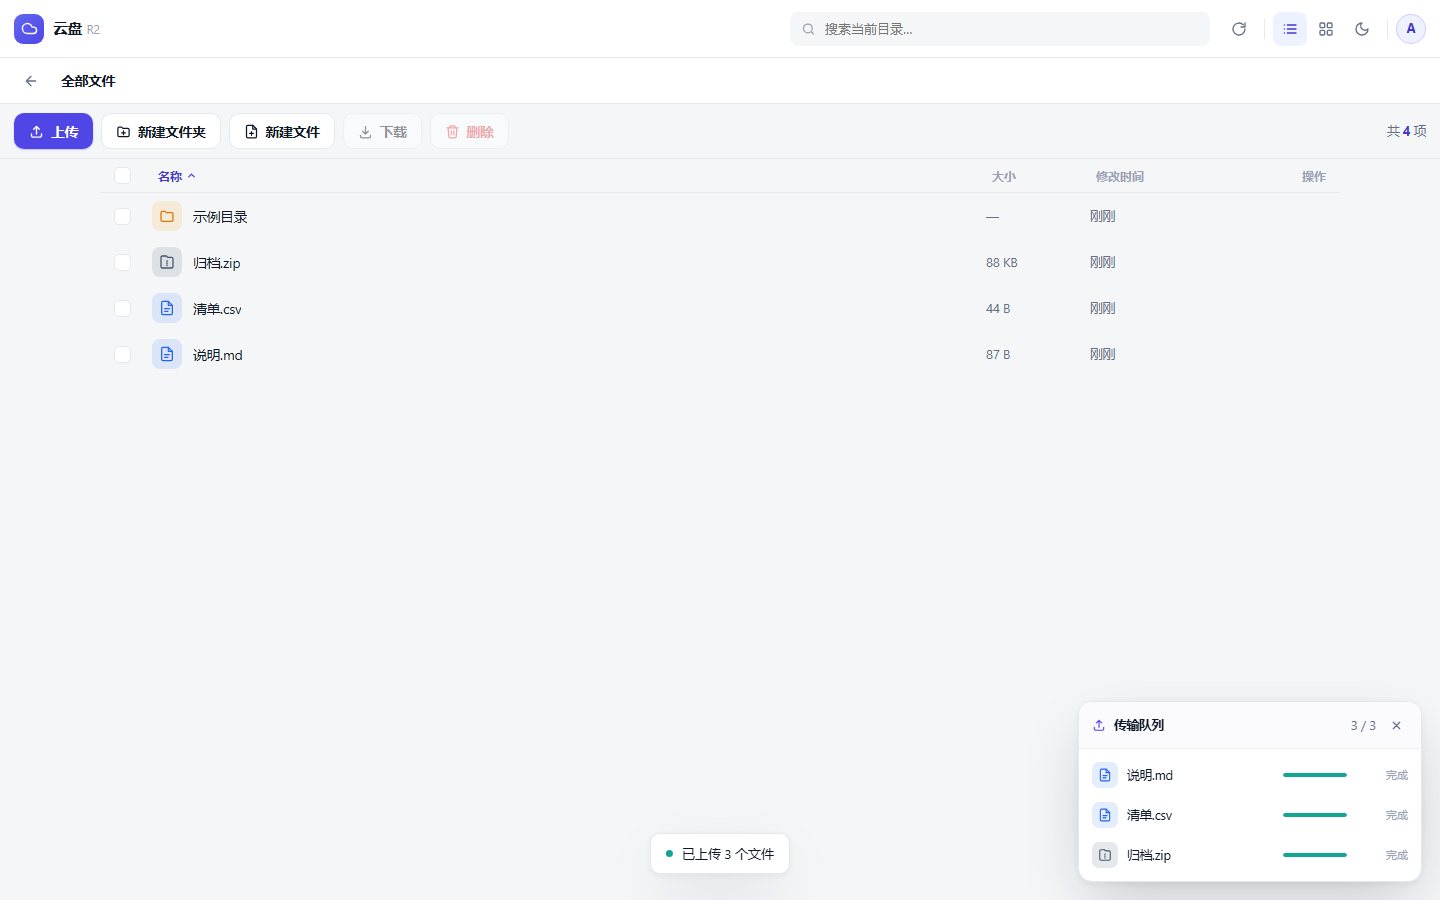 云盘 R2
搜索当前目录...
A
全部文件
上传 新建文件夹 新建文件 下载 删除 共 4 项
名称 大小 修改时间 操作
示例目录 — 刚刚
归档.zip 88 KB 刚刚
清单.csv 44 B 刚刚
说明.md 87 B 刚刚
传输队列 3 / 3
说明.md 完成
清单.csv 完成
归档.zip 完成
已上传 3 个文件